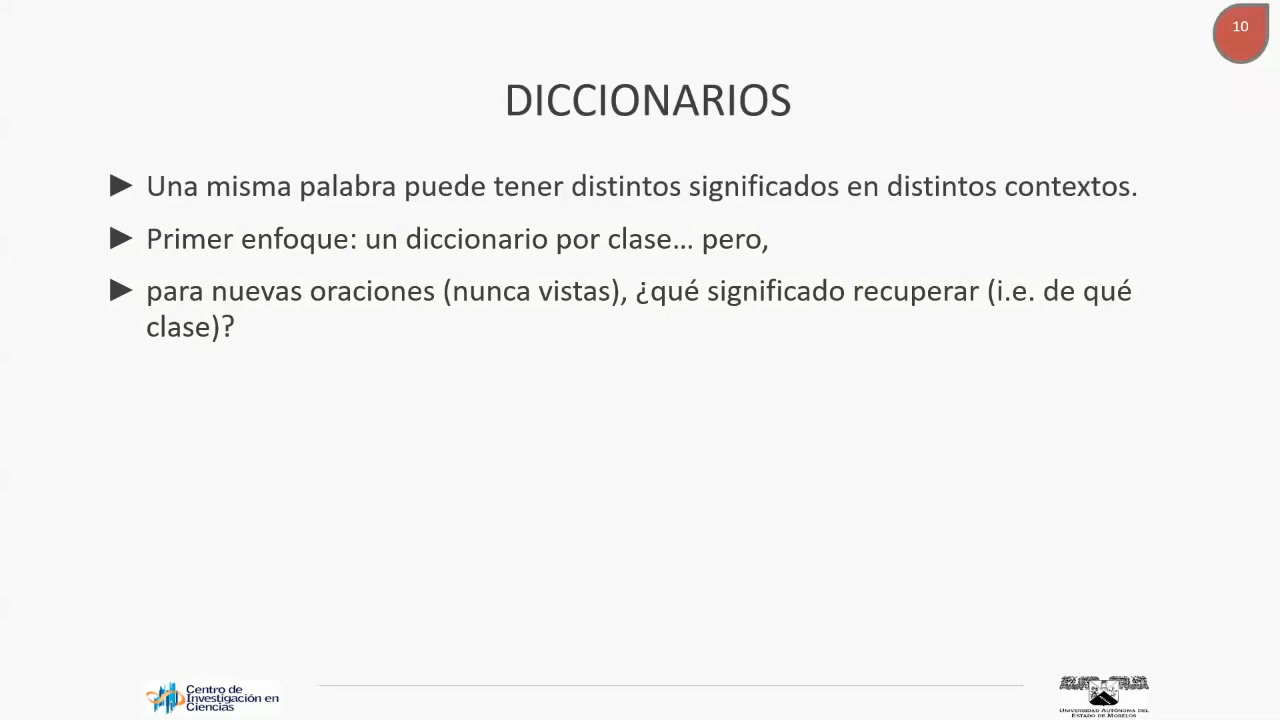 10
DICCIONARIOS
Una misma palabra puede tener distintos significados en distintos contextos.
Primer enfoque: un diccionario por clase... pero,
para nuevas oraciones (nunca vistas), ¿qué significado recuperar (i.e. de qué
clase)?
Centro de
Investigación en
Ciencias
UNIVERSIDAD AUTÓNOMA DEL
ESTADO DE MORELOS